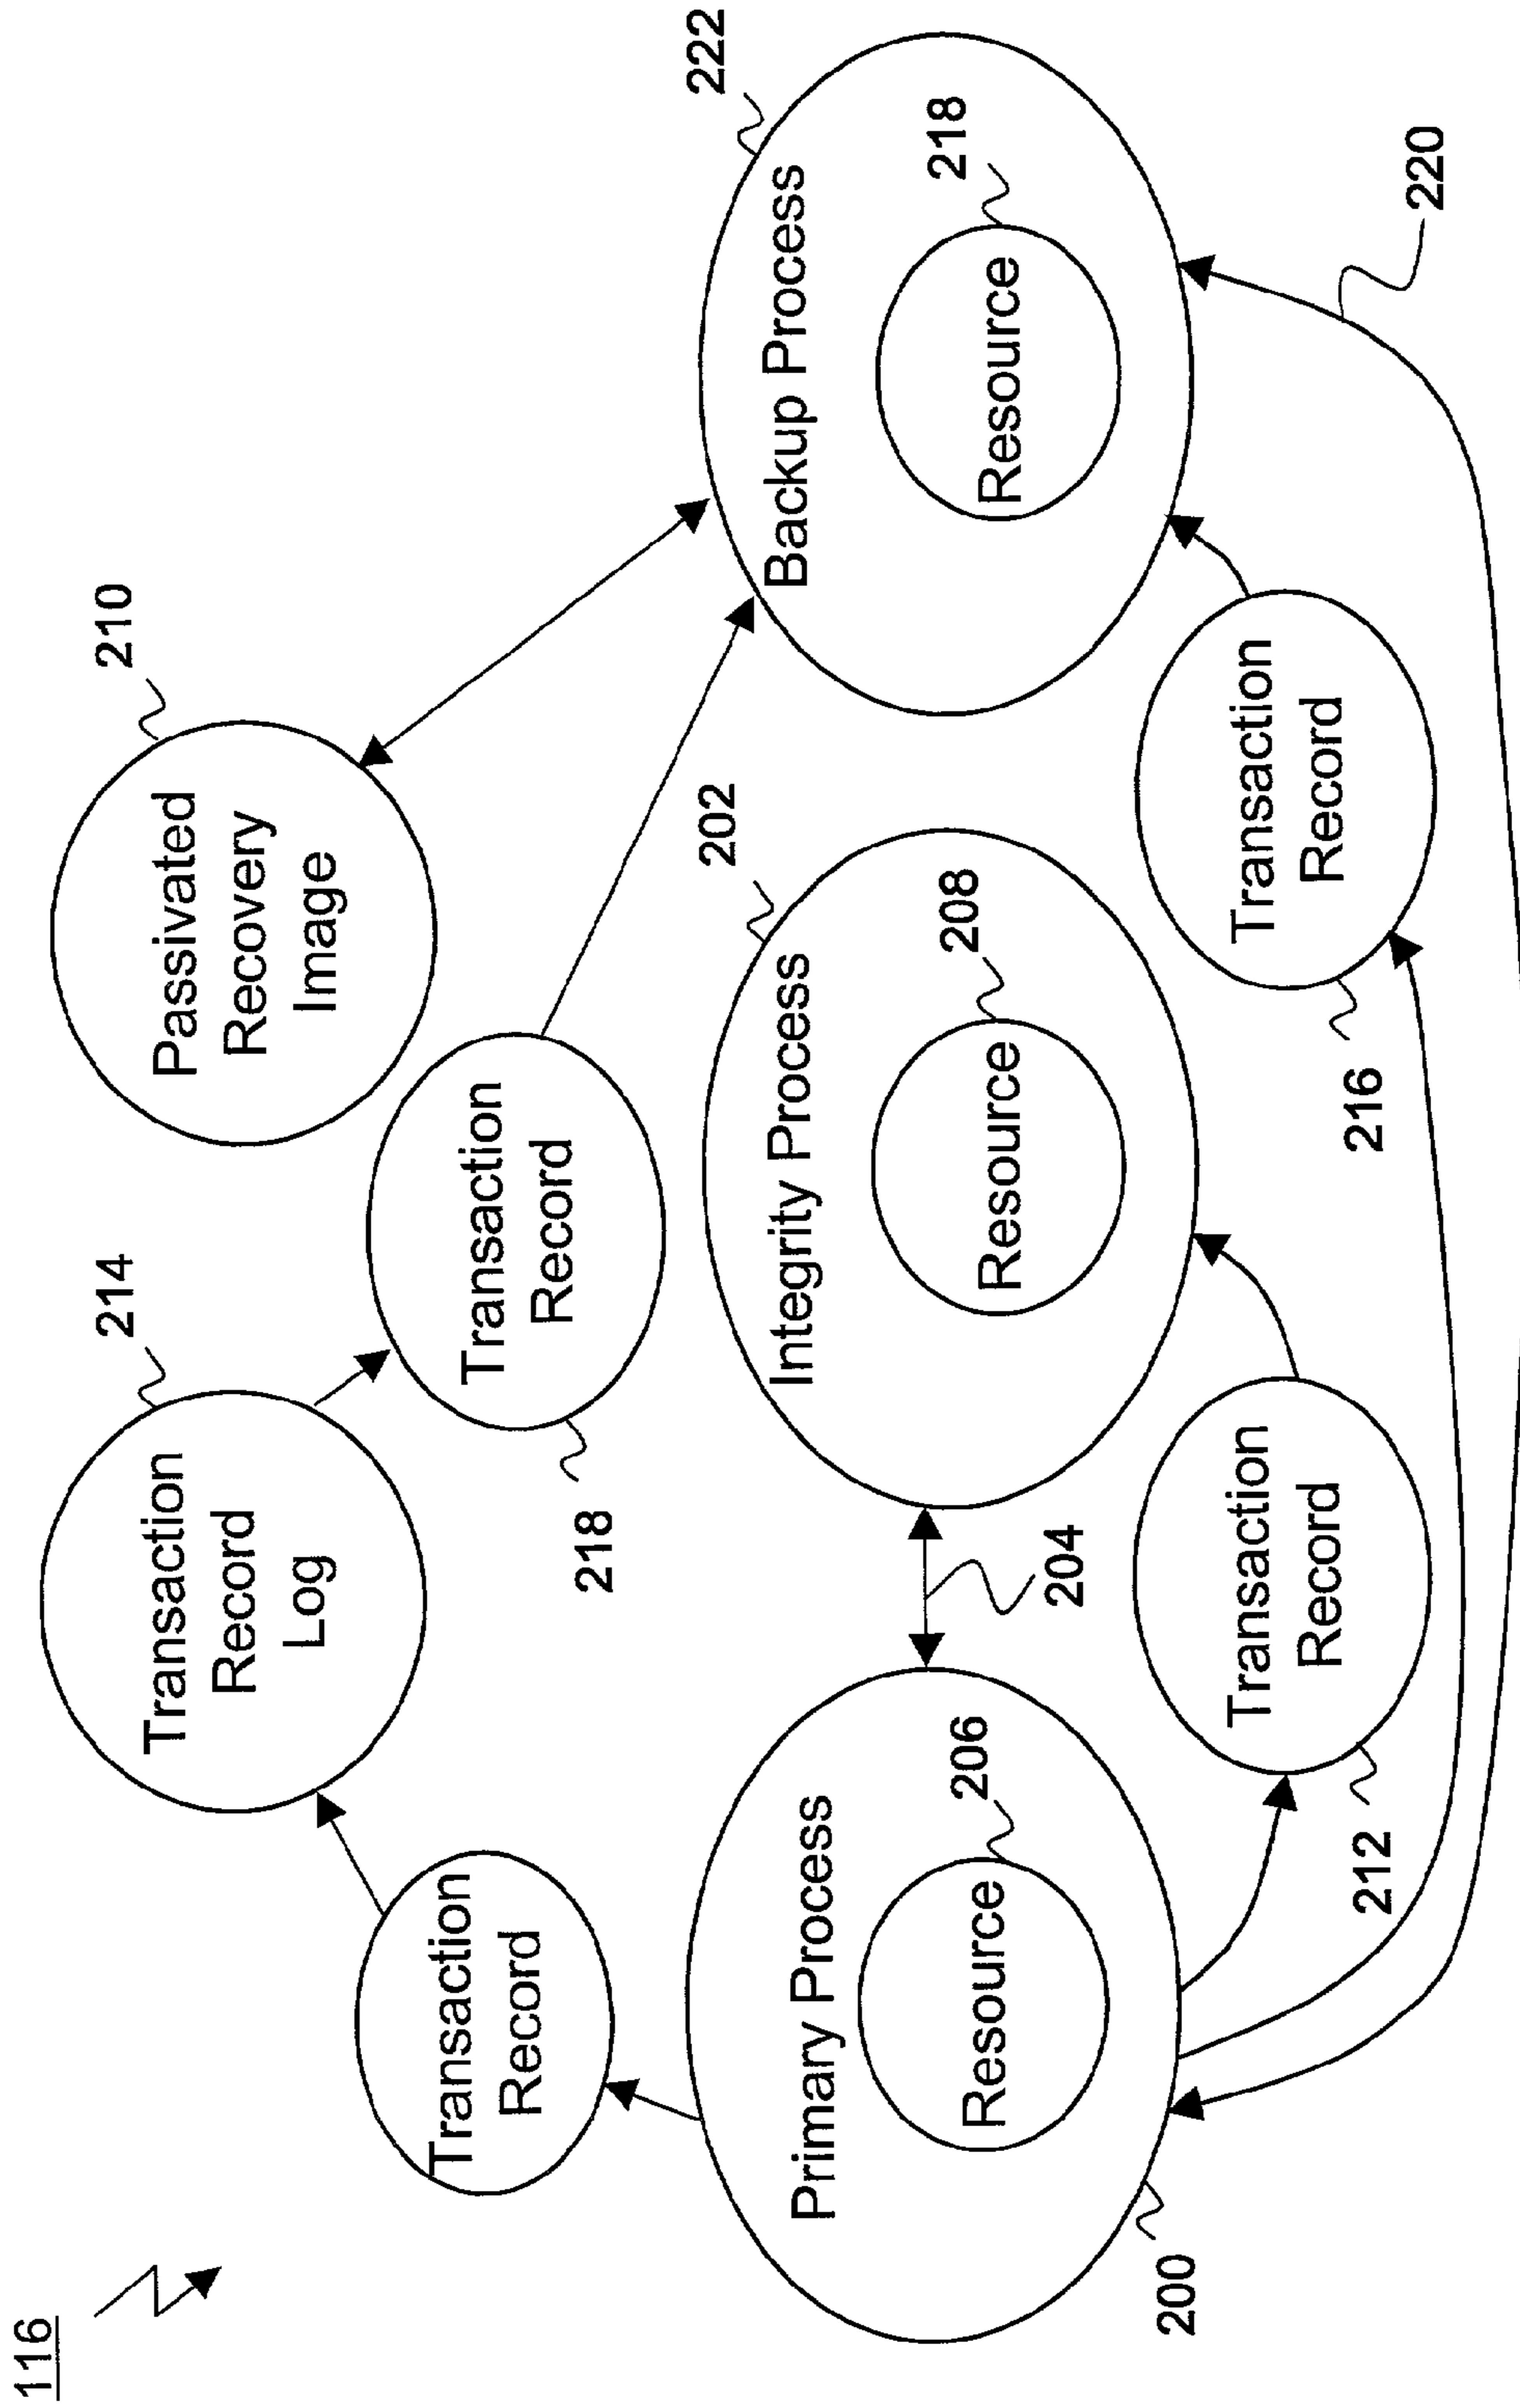 116
214
210
Transaction
Record
Log
Passivated
Recovery
Image
Transaction
Record
218
Transaction
Record
202
222
Primary Process
206
Resource
200
204
Integrity Process
208
Resource
Backup Process
218
Resource
212
Transaction
Record
216
Transaction
Record
220